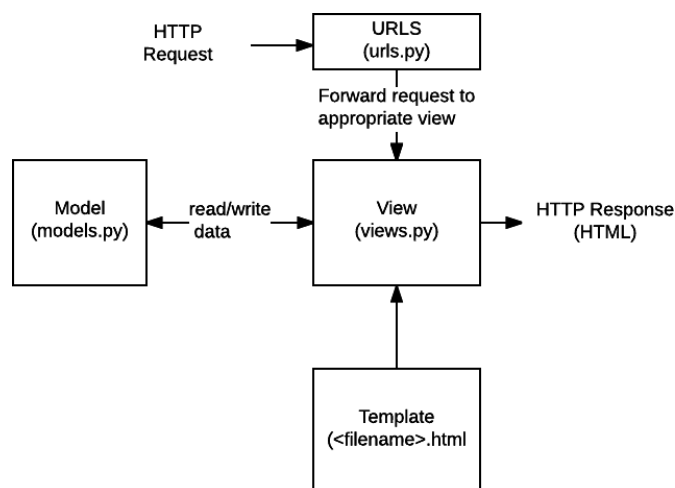 HTTP
Request
URLS
(urls.py)
Forward request to
appropriate view
Model
(models.py)
read/write
data
View
(views.py)
HTTP Response
(HTML)
Template
(<filename>.html